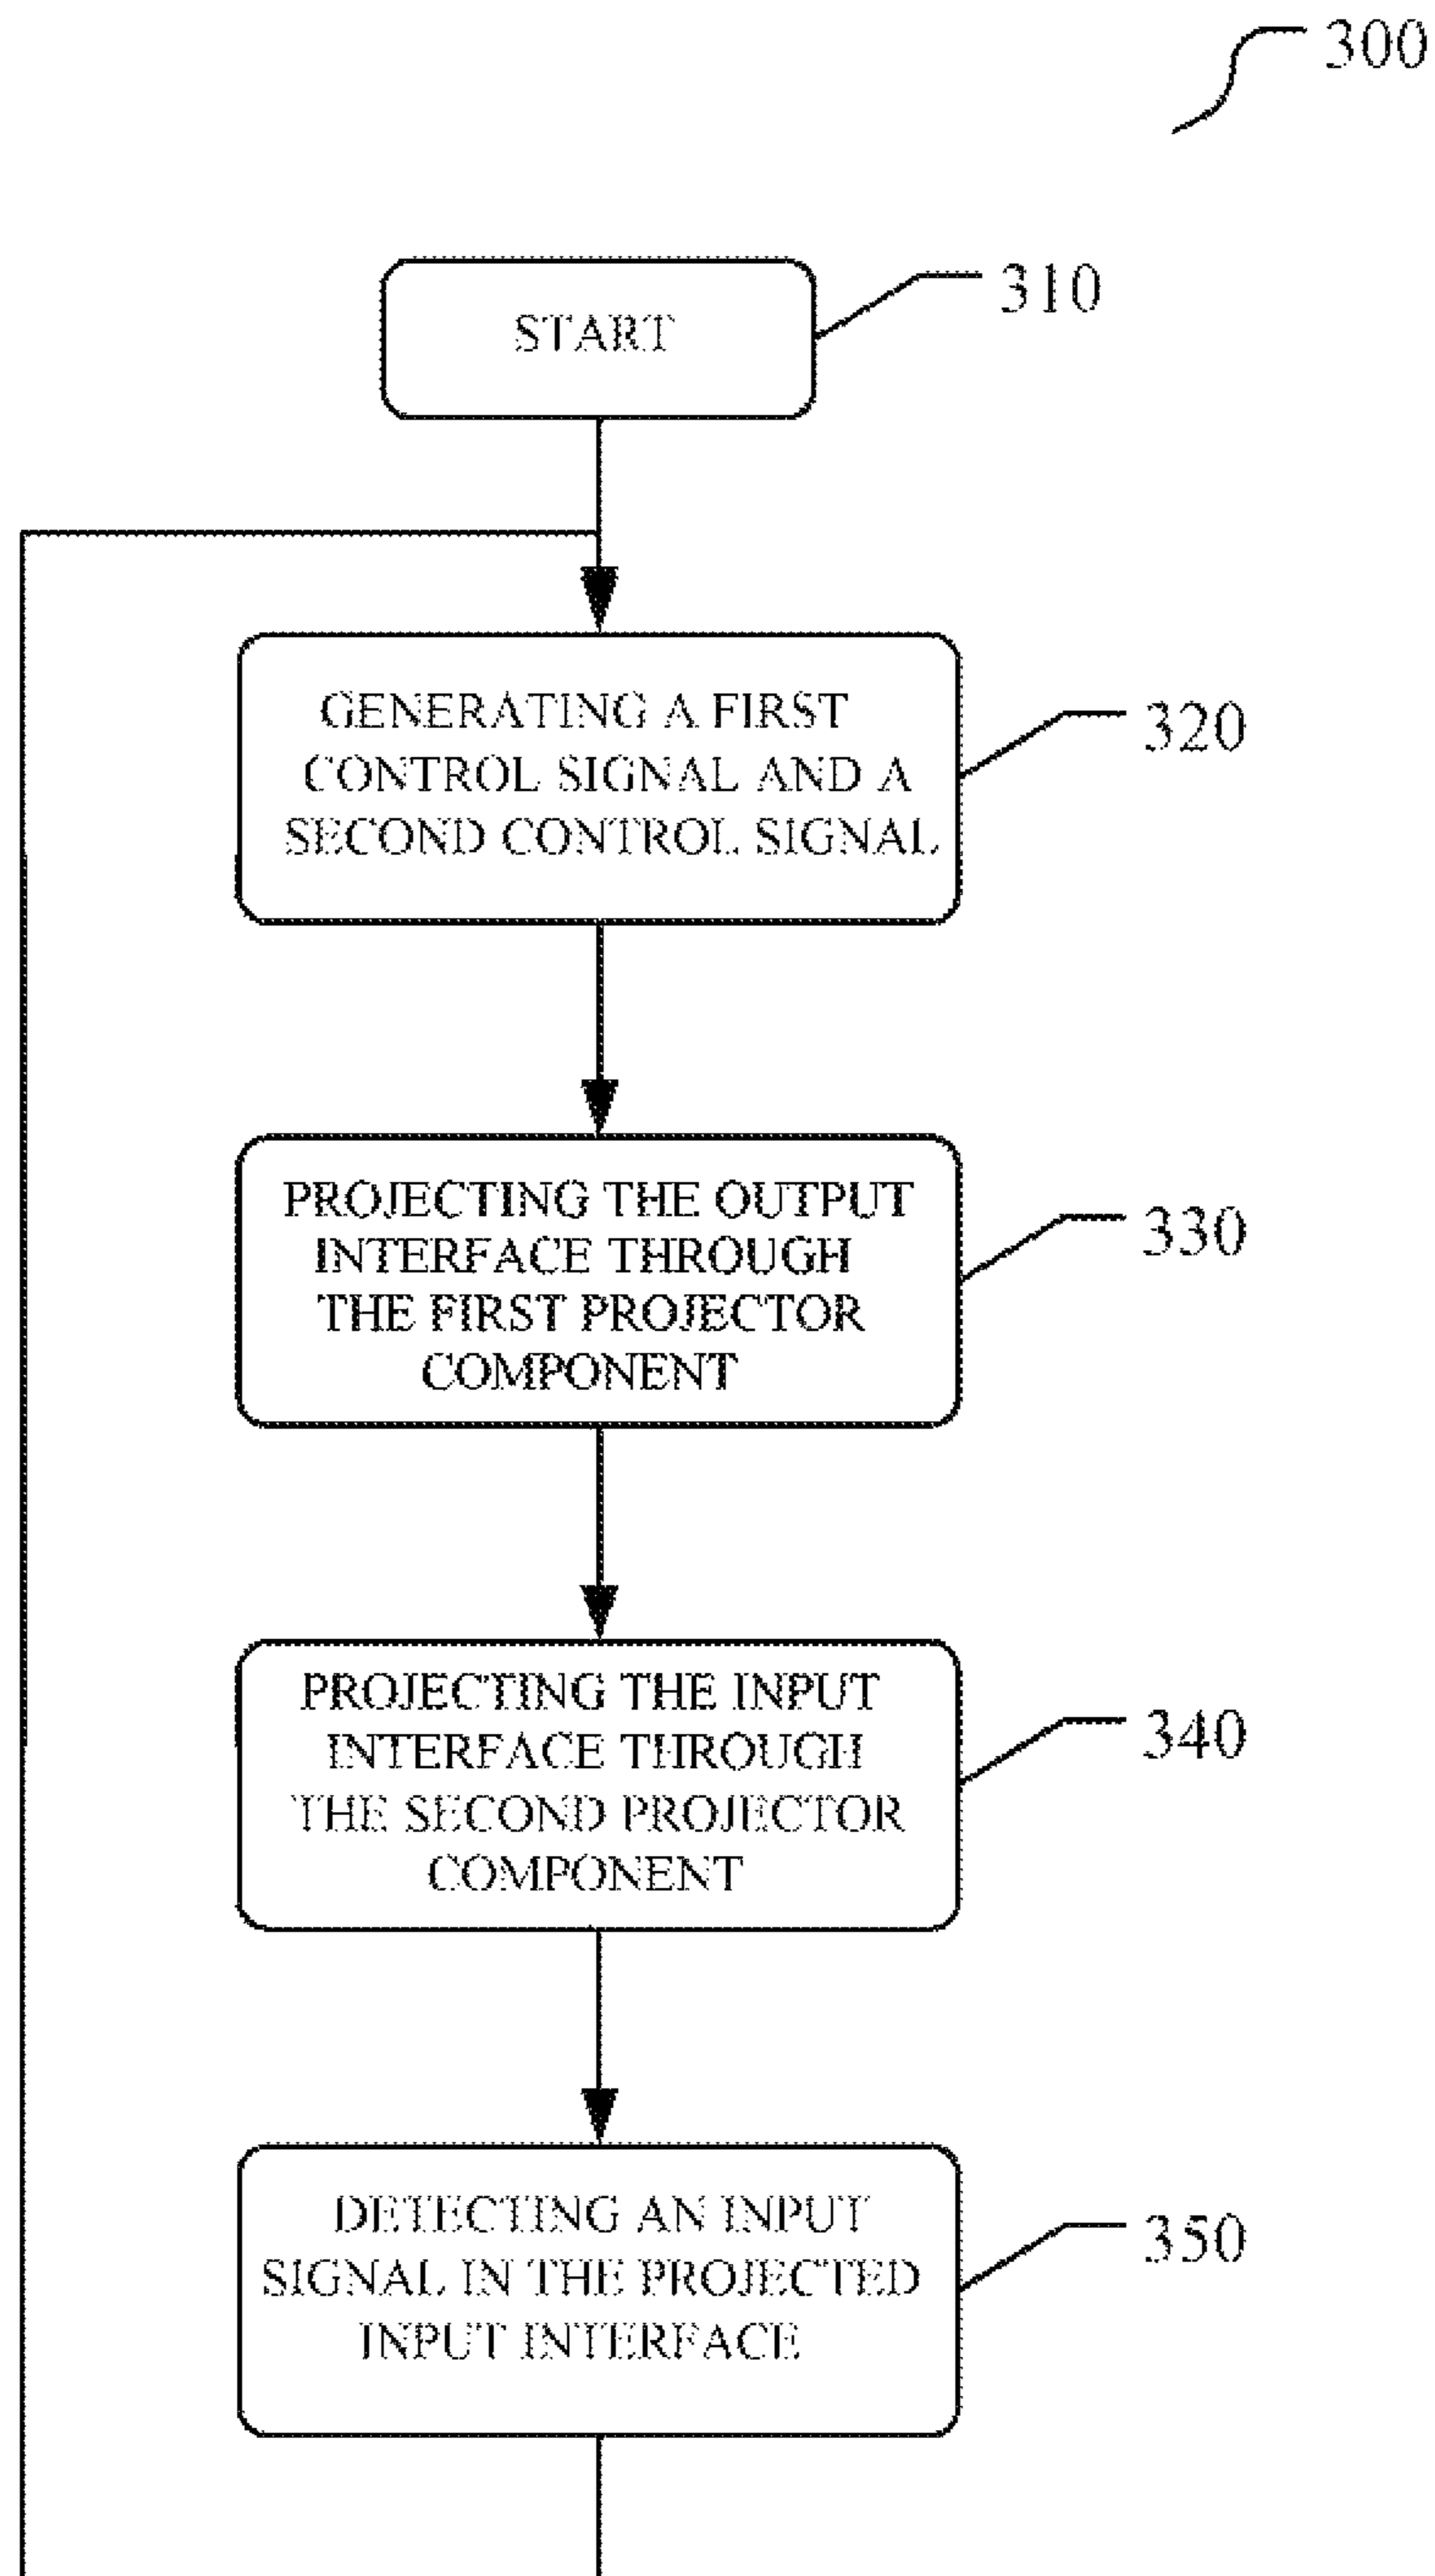 300
START
310
GENERATING A FIRST
CONTROL SIGNAL AND A
SECOND CONTROL SIGNAL
320
PROJECTING THE OUTPUT
INTERFACE THROUGH
THE FIRST PROJECTOR
COMPONENT
330
PROJECTING THE INPUT
INTERFACE THROUGH
THE SECOND PROJECTOR
COMPONENT
340
DETECTING AN INPUT
SIGNAL IN THE PROJECTED
INPUT INTERFACE
350